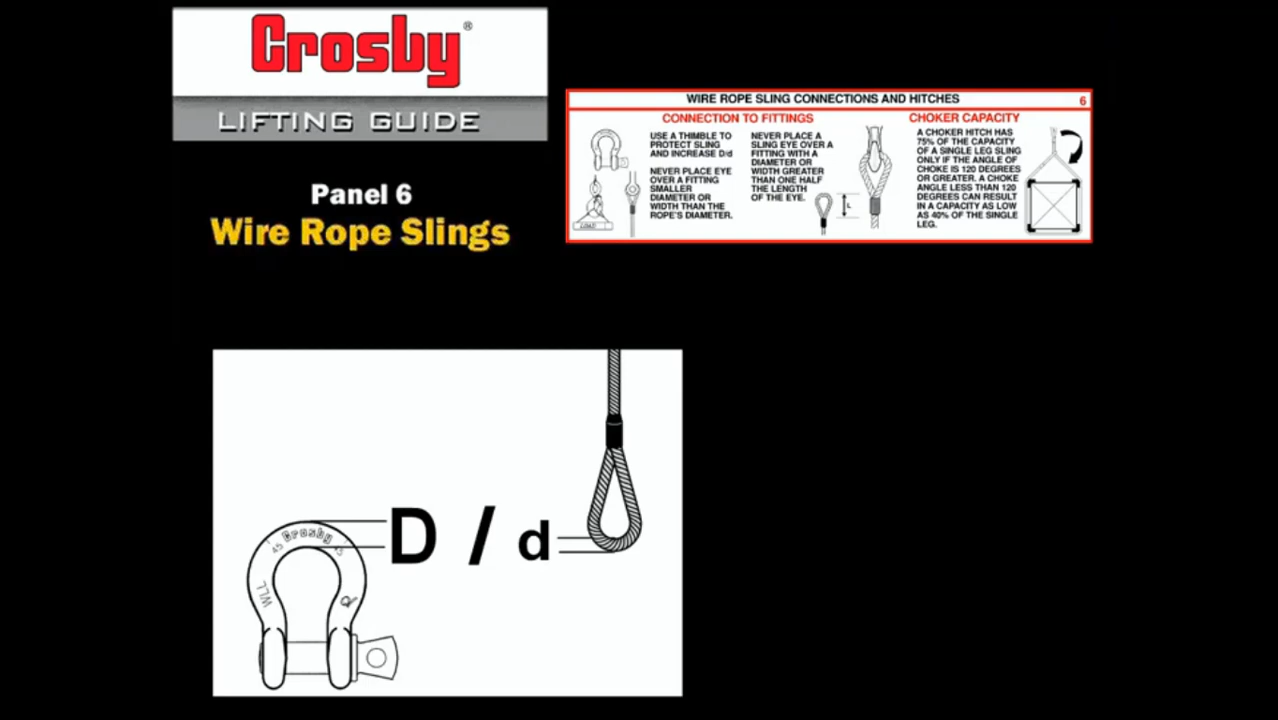 Crosby®
LIFTING GUIDE
Panel 6
Wire Rope Slings
WIRE ROPE SLING CONNECTIONS AND HITCHES
6
CONNECTION TO FITTINGS
USE A THIMBLE TO
PROTECT SLING
AND INCREASE D/d
NEVER PLACE EYE
OVER A FITTING
SMALLER
DIAMETER OR
WIDTH THAN THE
ROPE'S DIAMETER.
NEVER PLACE A
SLING EYE OVER A
FITTING WITH A
DIAMETER OR
WIDTH GREATER
THAN ONE HALF
THE LENGTH
OF THE EYE.
LOAD
L
CHOKER CAPACITY
A CHOKER HITCH HAS
75% OF THE CAPACITY
OF A SINGLE LEG SLING
ONLY IF THE ANGLE OF
CHOKE IS 120 DEGREES
OR GREATER. A CHOKE
ANGLE LESS THAN 120
DEGREES CAN RESULT
IN A CAPACITY AS LOW
AS 40% OF THE SINGLE
LEG.
D / d
Crosby
45 45
WLL